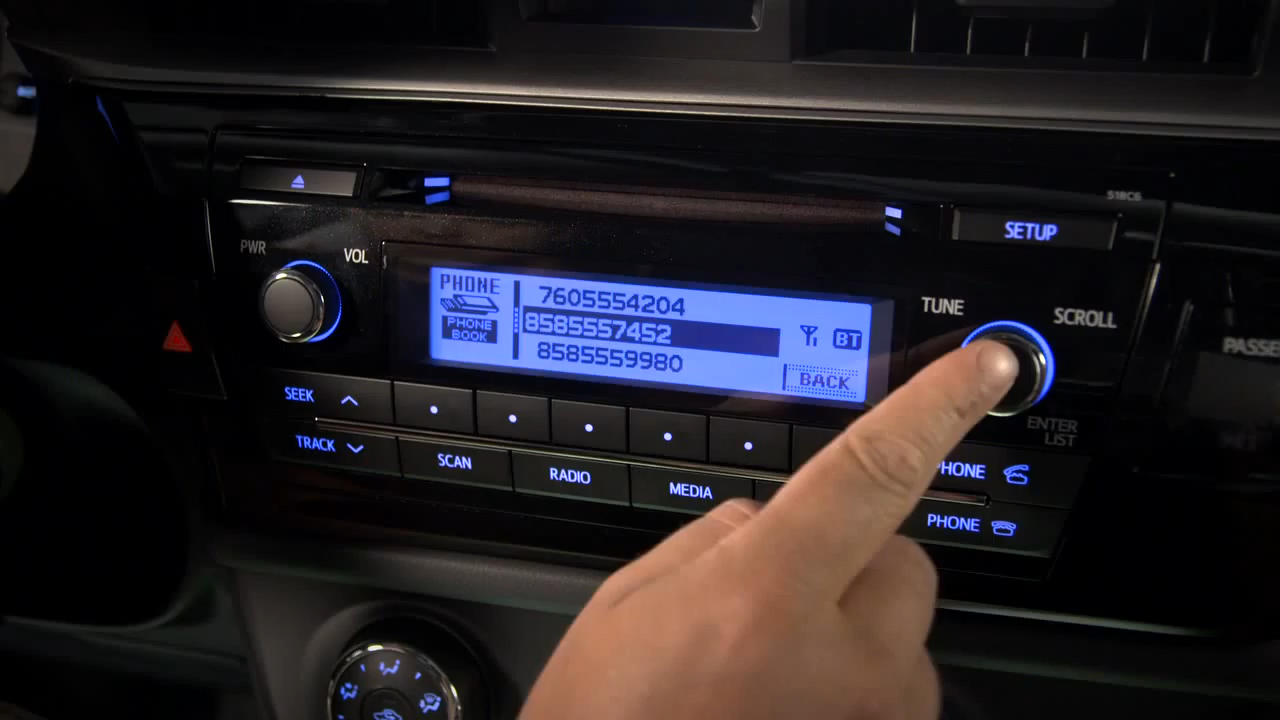 518C6
SETUP
PWR
VOL
PHONE
PHONE
BOOK
7605554204
8585557452
8585559980
BT
BACK
TUNE
SCROLL
ENTER
LIST
SEEK
TRACK
SCAN
RADIO
MEDIA
PHONE
PHONE